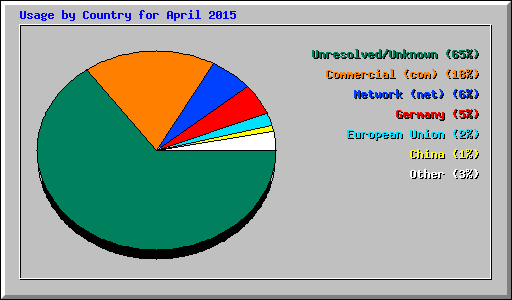 Usage by Country for April 2015
Unresolved/Unknown (65%)
Commercial (com) (18%)
Network (net) (6%)
Germany (5%)
European Union (2%)
China (1%)
Other (3%)